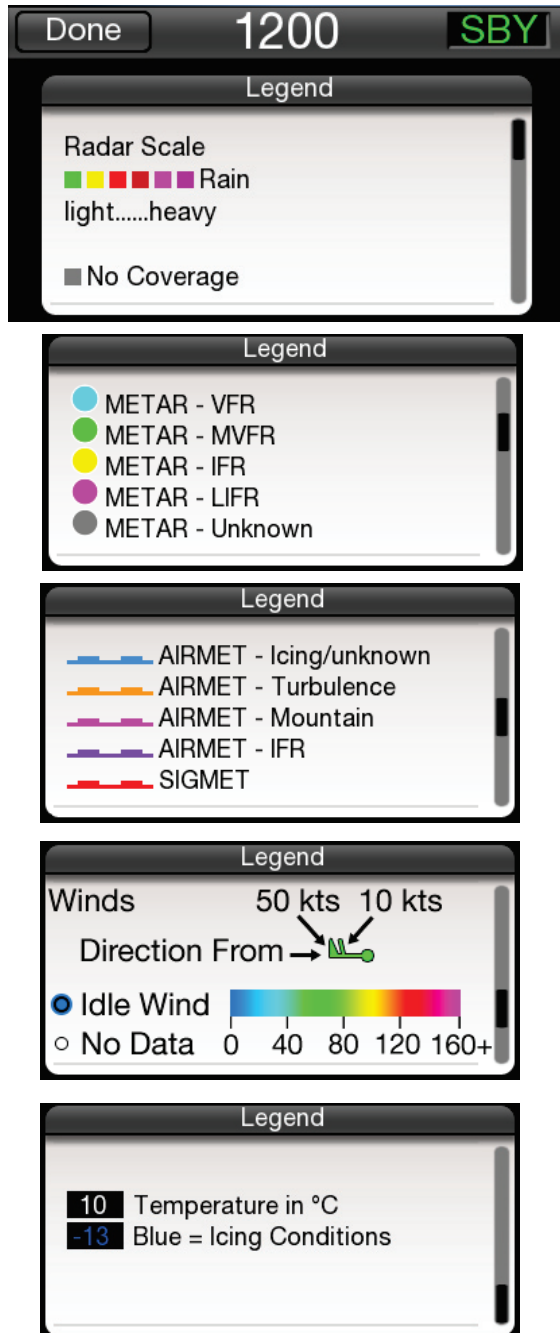 Done 1200 SBY
Legend
Radar Scale
Rain
light......heavy
No Coverage
Legend
METAR - VFR
METAR - MVFR
METAR - IFR
METAR - LIFR
METAR - Unknown
Legend
AIRMET - Icing/unknown
AIRMET - Turbulence
AIRMET - Mountain
AIRMET - IFR
SIGMET
Legend
Winds 50 kts 10 kts
Direction From
Idle Wind
No Data 0 40 80 120 160+
Legend
10 Temperature in °C
-13 Blue = Icing Conditions